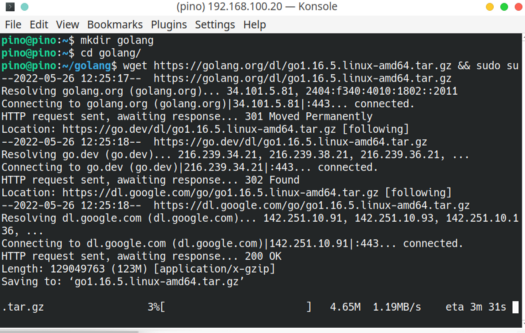 (pino) 192.168.100.20 — Konsole
File Edit View Bookmarks Plugins Settings Help
pino@pino:~$ mkdir golang
pino@pino:~$ cd golang/
pino@pino:~/golang$ wget https://golang.org/dl/go1.16.5.linux-amd64.tar.gz && sudo su
--2022-05-26 12:25:17-- https://golang.org/dl/go1.16.5.linux-amd64.tar.gz
Resolving golang.org (golang.org)... 34.101.5.81, 2404:f340:4010:1802::2011
Connecting to golang.org (golang.org)|34.101.5.81|:443... connected.
HTTP request sent, awaiting response... 301 Moved Permanently
Location: https://go.dev/dl/go1.16.5.linux-amd64.tar.gz [following]
--2022-05-26 12:25:18-- https://go.dev/dl/go1.16.5.linux-amd64.tar.gz
Resolving go.dev (go.dev)... 216.239.34.21, 216.239.38.21, 216.239.36.21, ...
Connecting to go.dev (go.dev)|216.239.34.21|:443... connected.
HTTP request sent, awaiting response... 302 Found
Location: https://dl.google.com/go/go1.16.5.linux-amd64.tar.gz [following]
--2022-05-26 12:25:18-- https://dl.google.com/go/go1.16.5.linux-amd64.tar.gz
Resolving dl.google.com (dl.google.com)... 142.251.10.91, 142.251.10.93, 142.251.10.1
36, ...
Connecting to dl.google.com (dl.google.com)|142.251.10.91|:443... connected.
HTTP request sent, awaiting response... 200 OK
Length: 129049763 (123M) [application/x-gzip]
Saving to: ‘go1.16.5.linux-amd64.tar.gz’
.tar.gz 3%[ ] 4.65M 1.19MB/s eta 3m 31s